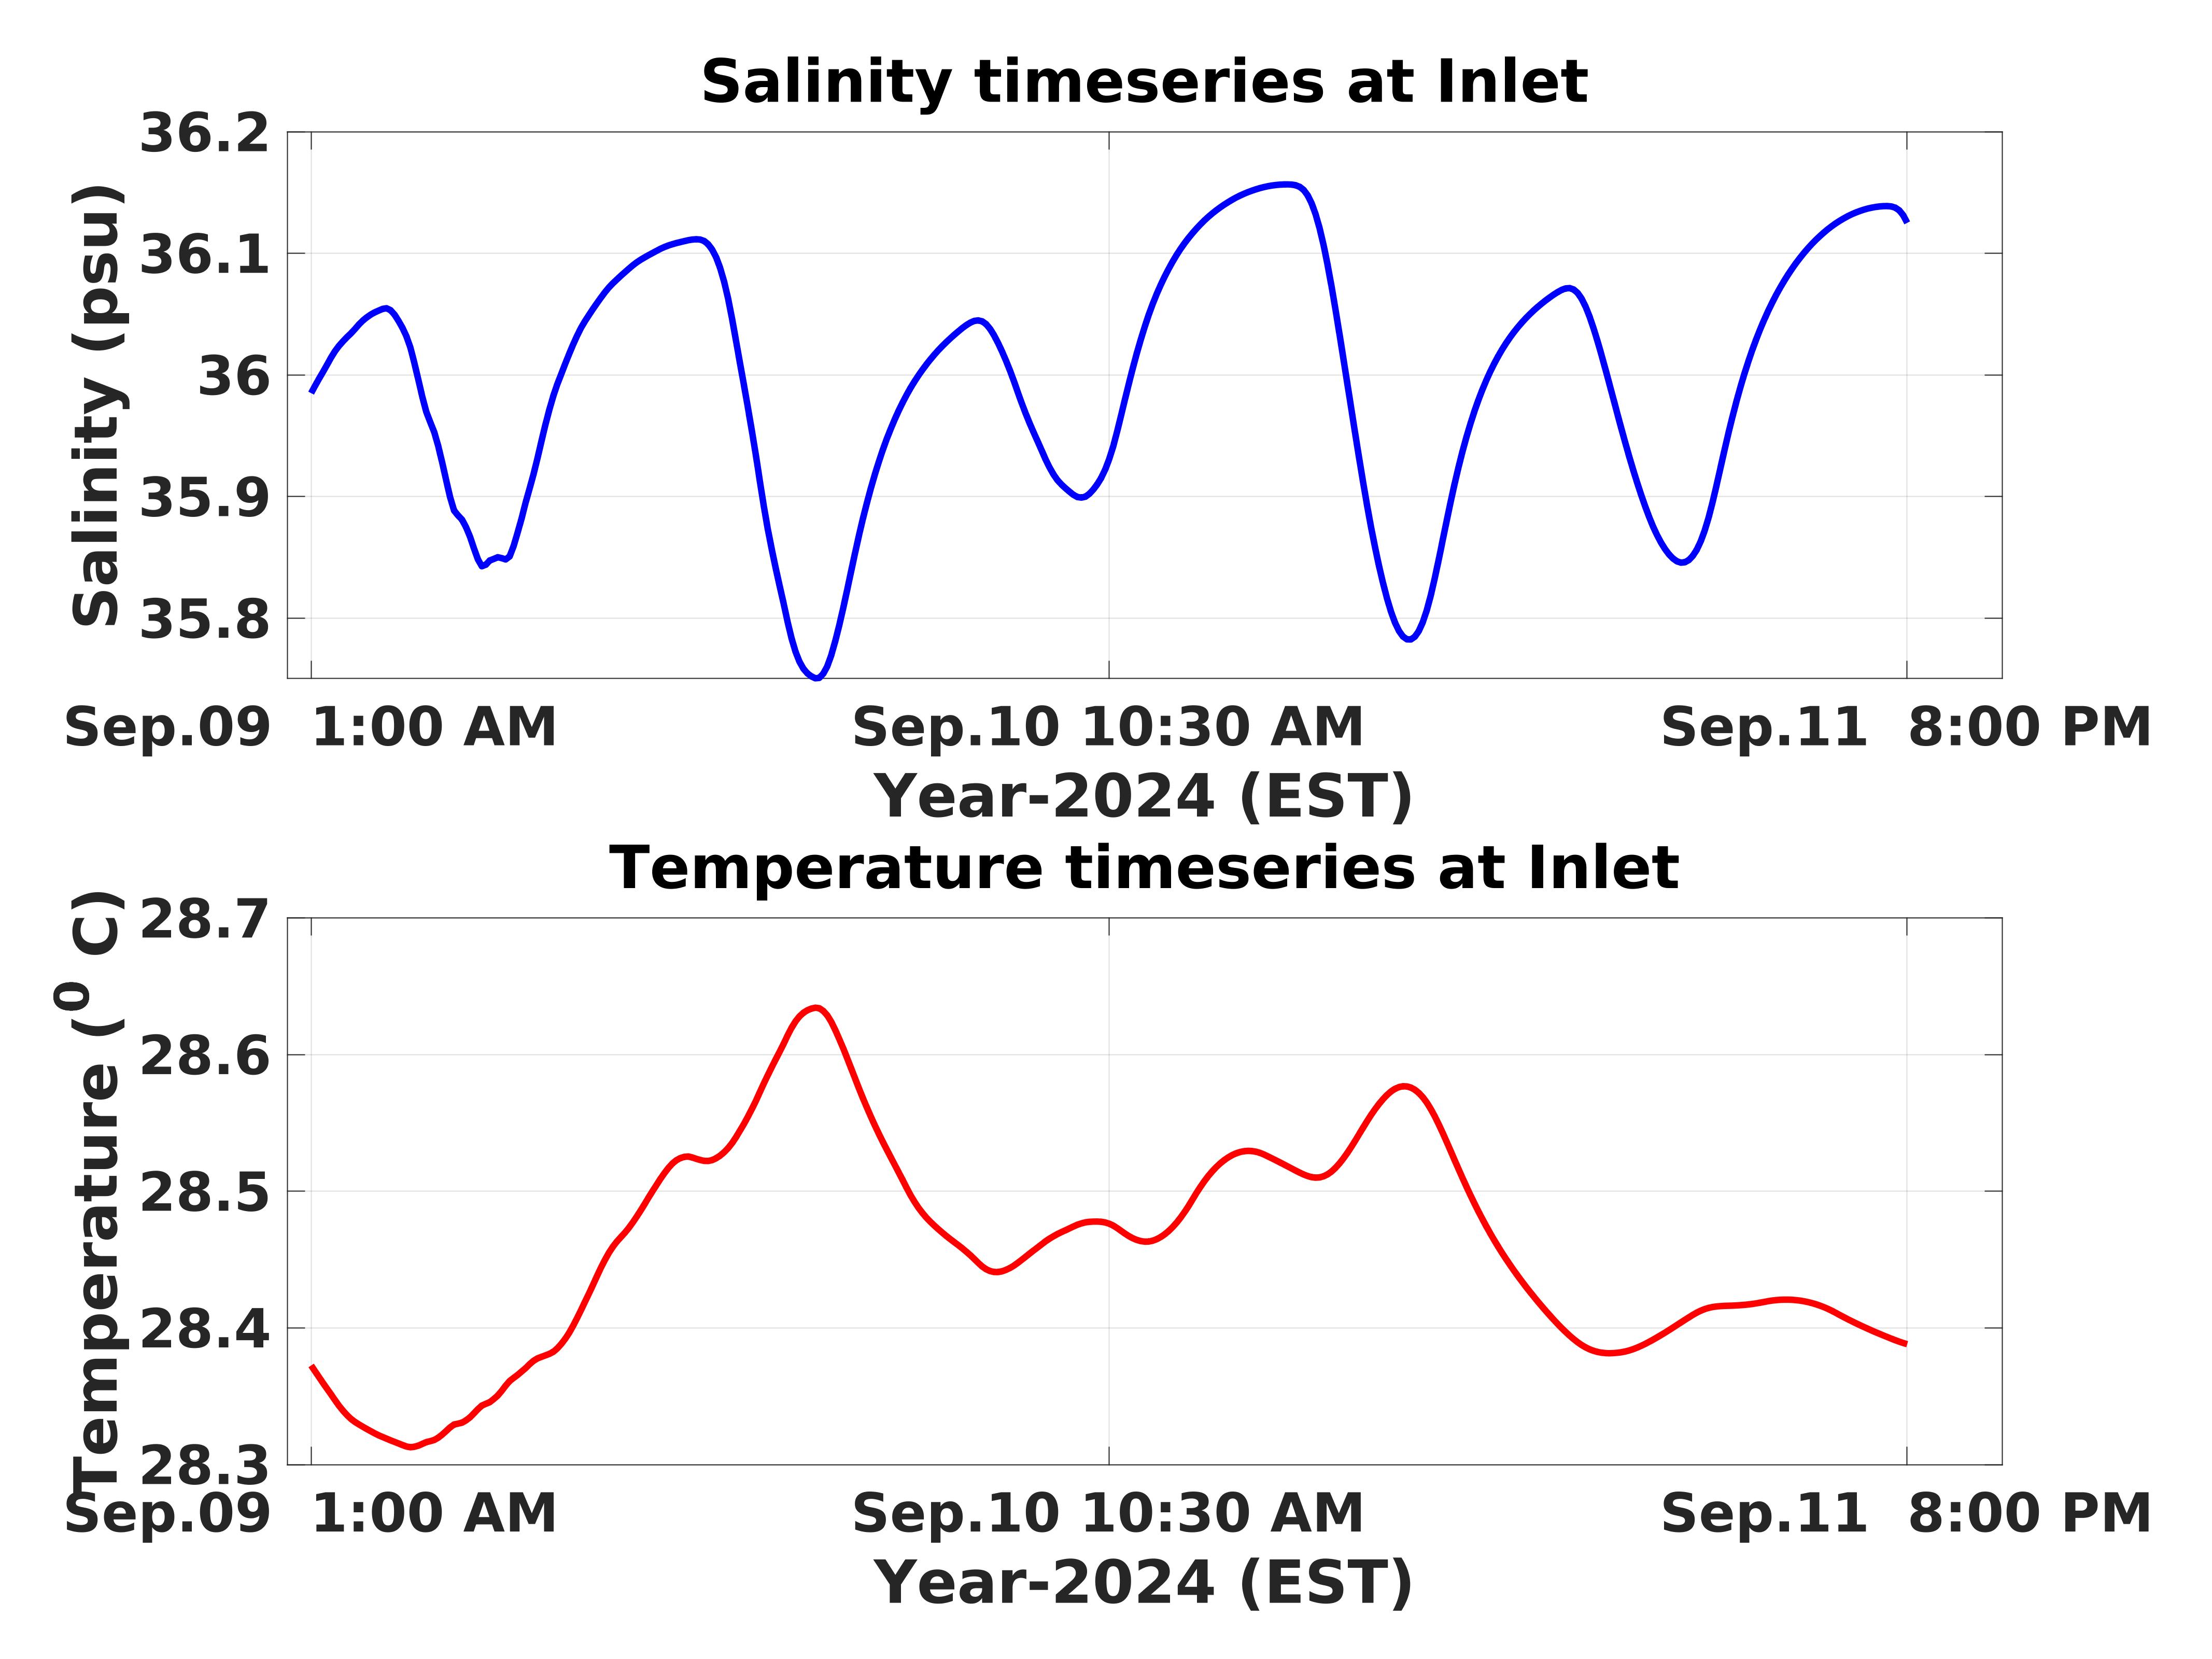 Salinity timeseries at Inlet
Salinity (psu)
36.2
36.1
36
35.9
35.8
Sep.09  1:00 AM
Sep.10 10:30 AM
Sep.11  8:00 PM
Year-2024 (EST)
Temperature timeseries at Inlet
Temperature (⁰ C)
28.7
28.6
28.5
28.4
28.3
Sep.09  1:00 AM
Sep.10 10:30 AM
Sep.11  8:00 PM
Year-2024 (EST)